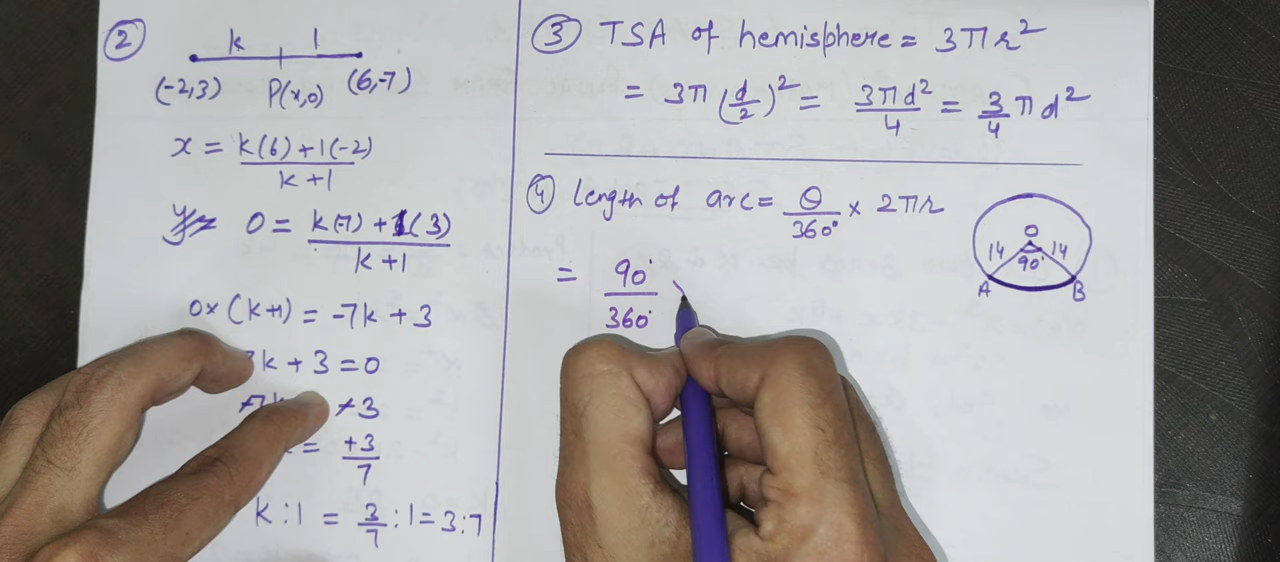 ②
k 1
(-2,3) P(x,0) (6,-7)
x = k(6)+1(-2) / k+1
0 = k(-7)+1(3) / k+1
0×(k+1) = -7k+3
k+3=0
= +3/7
k:1 = 3/7 : 1 = 3:7
③ TSA of hemisphere = 3πr²
= 3π(d/2)² = 3πd²/4 = 3/4 πd²
④ length of arc = θ/360° × 2πr
O
14 90° 14
A B
= 90°/360°